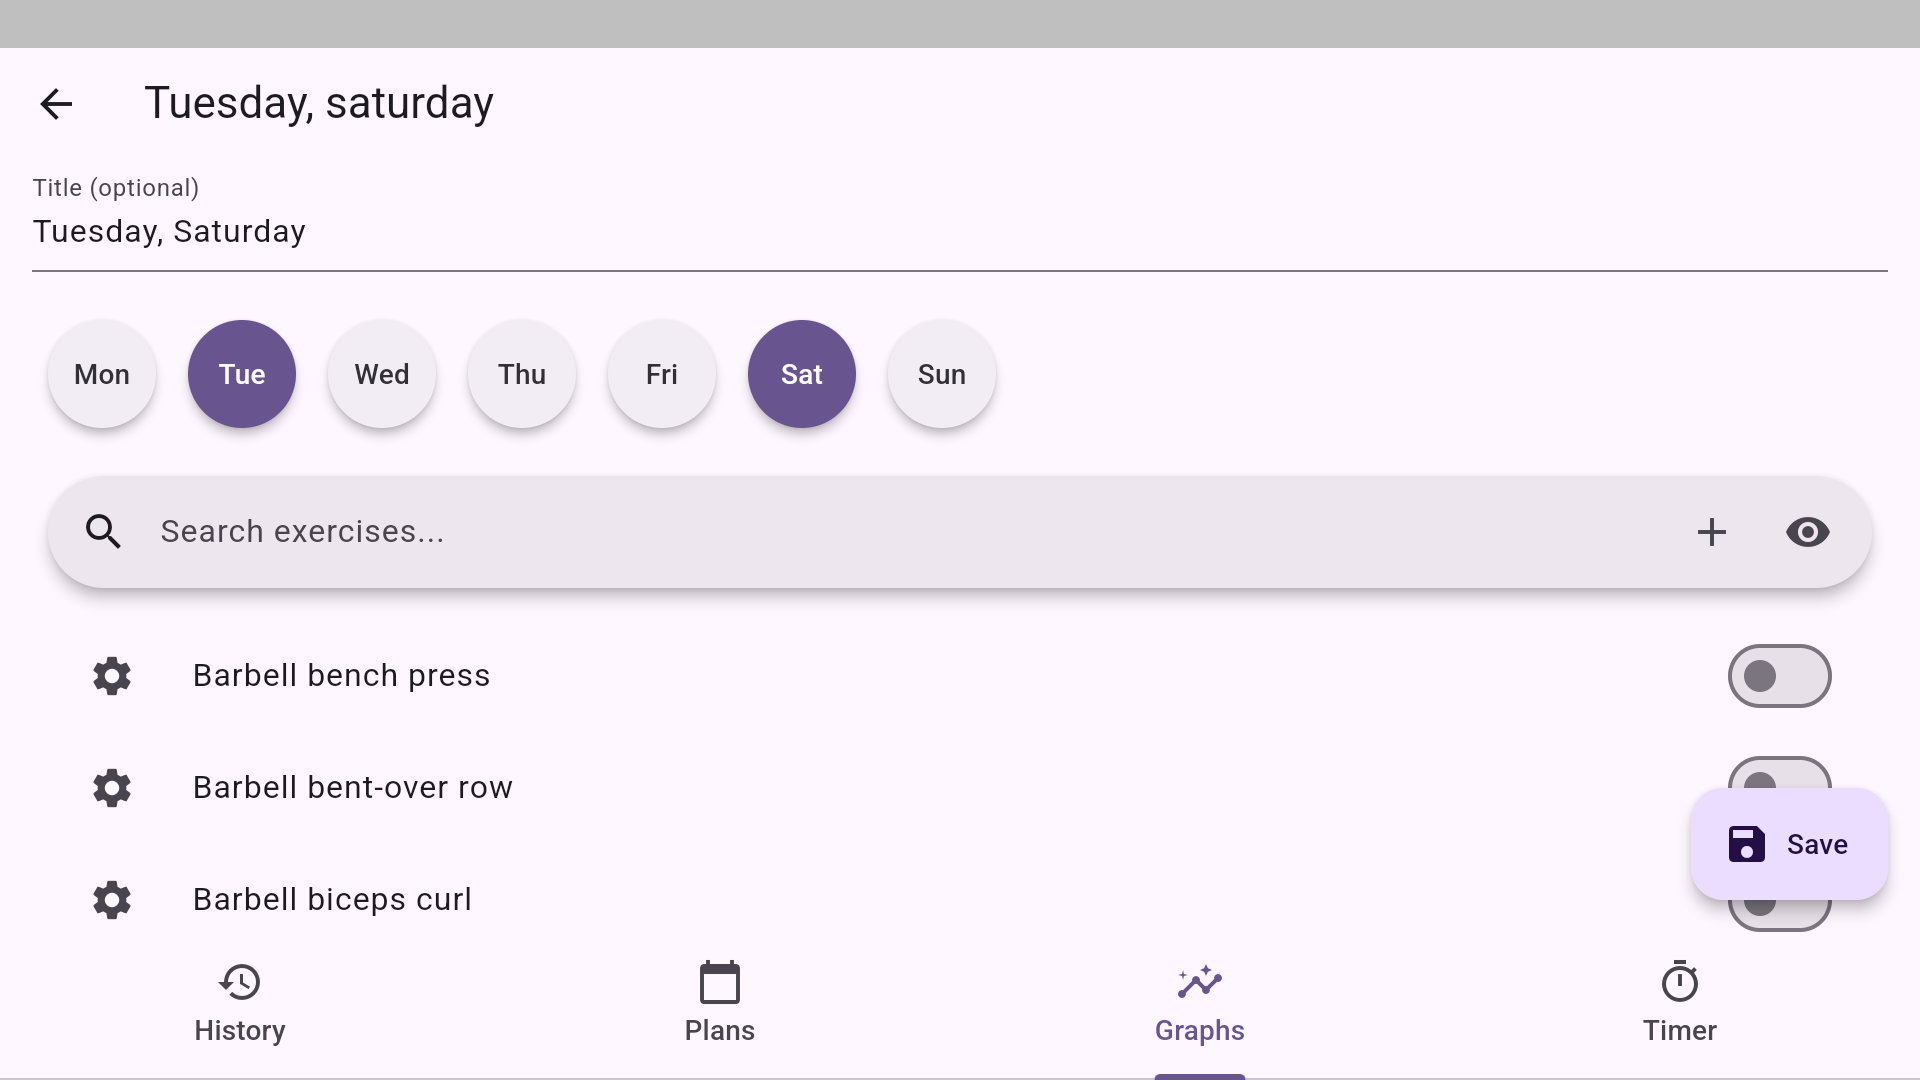 Tuesday, saturday
Title (optional)
Tuesday, Saturday
Mon Tue Wed Thu Fri Sat Sun
Search exercises...
Barbell bench press
Barbell bent-over row
Save
Barbell biceps curl
History Plans Graphs Timer